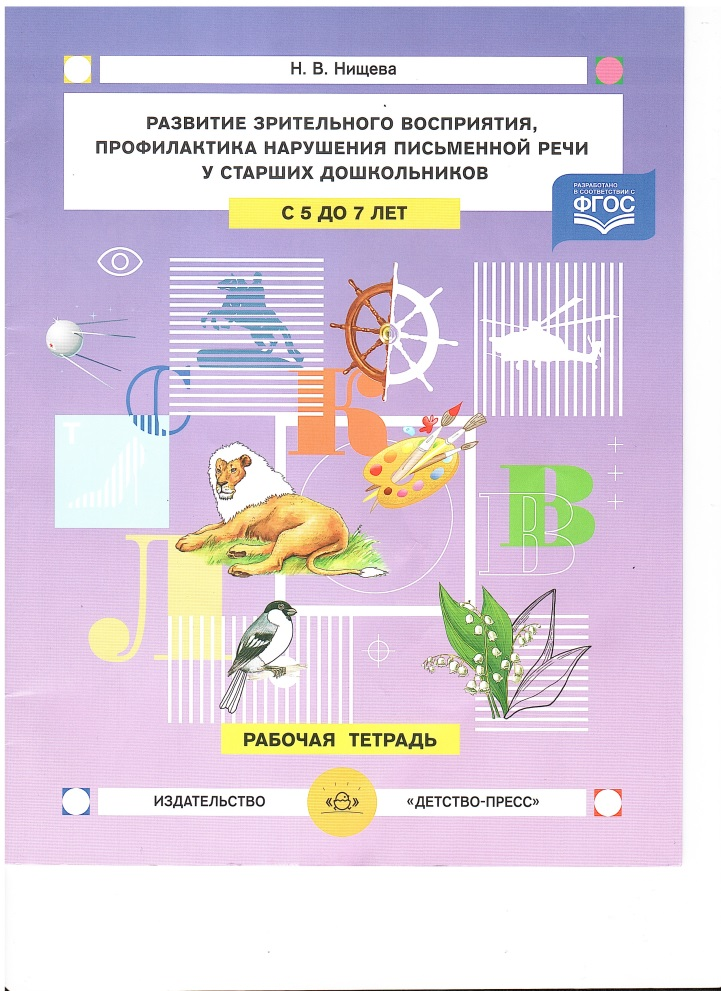 Н. В. Нищева
РАЗВИТИЕ ЗРИТЕЛЬНОГО ВОСПРИЯТИЯ,
ПРОФИЛАКТИКА НАРУШЕНИЯ ПИСЬМЕННОЙ РЕЧИ
У СТАРШИХ ДОШКОЛЬНИКОВ
С 5 ДО 7 ЛЕТ
РАЗРАБОТАНО
В СООТВЕТСТВИИ С
ФГОС
С
К
Т
В
В
Л
РАБОЧАЯ ТЕТРАДЬ
ИЗДАТЕЛЬСТВО «ДЕТСТВО-ПРЕСС»